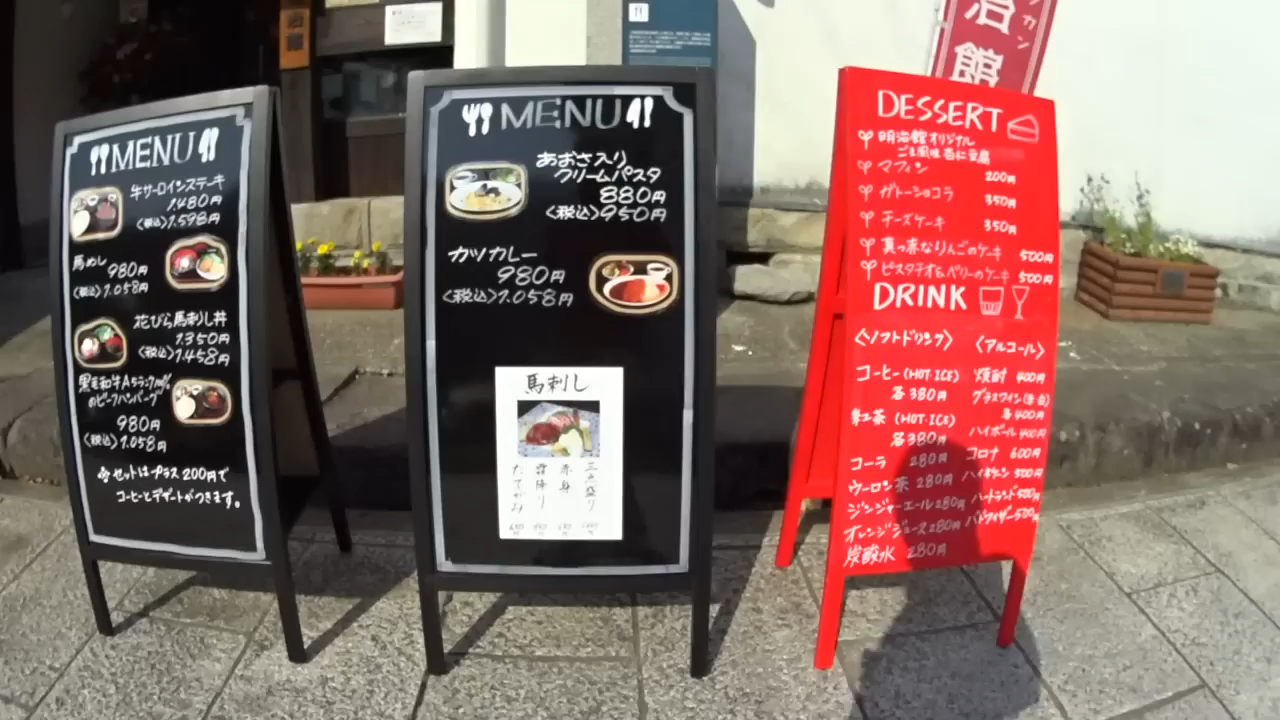 MENU
牛サーロインステーキ
1.480円
〈税込〉1.598円
馬めし
980円
〈税込〉1.058円
花びら馬刺し丼
1.350円
〈税込〉1.458円
黒毛和牛A5ランク
のビーフハンバーグ
980円
〈税込〉1.058円
セットはプラス200円で
コーヒーとデザートがつきます。
MENU
あおさ入り
クリームパスタ
880円
〈税込〉950円
カツカレー
980円
〈税込〉1.058円
馬刺し
三点盛り
赤身
霜降り
たてがみ
治館
カン
DESSERT
明治館オリジナル
ごま風味杏仁豆腐
マフィン 200円
ガトーショコラ 350円
チーズケーキ 350円
真っ赤なりんごのケーキ 500円
ピスタチオ&ベリーのケーキ 500円
DRINK
〈ソフトドリンク〉
コーヒー(HOT・ICE)
各380円
紅茶 (HOT・ICE)
各380円
コーラ 280円
ウーロン茶 280円
ジンジャーエール280円
オレンジジュース280円
炭酸水 280円
〈アルコール〉
焼酎 400円
グラスワイン(赤・白)
各400円
ハイボール 400円
コロナ 600円
ハイネケン 500円
ハートランド500円
バドワイザー500円